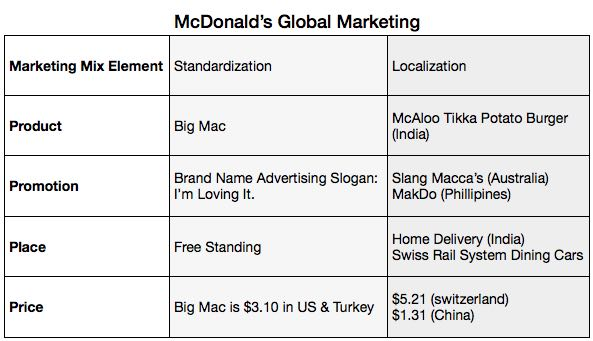 McDonald's Global Marketing
Marketing Mix Element Standardization Localization
Product Big Mac McAloo Tikka Potato Burger
(India)
Promotion Brand Name Advertising Slogan:
I'm Loving It. Slang Macca's (Australia)
MakDo (Phillipines)
Place Free Standing Home Delivery (India)
Swiss Rail System Dining Cars
Price Big Mac is $3.10 in US & Turkey $5.21 (switzerland)
$1.31 (China)